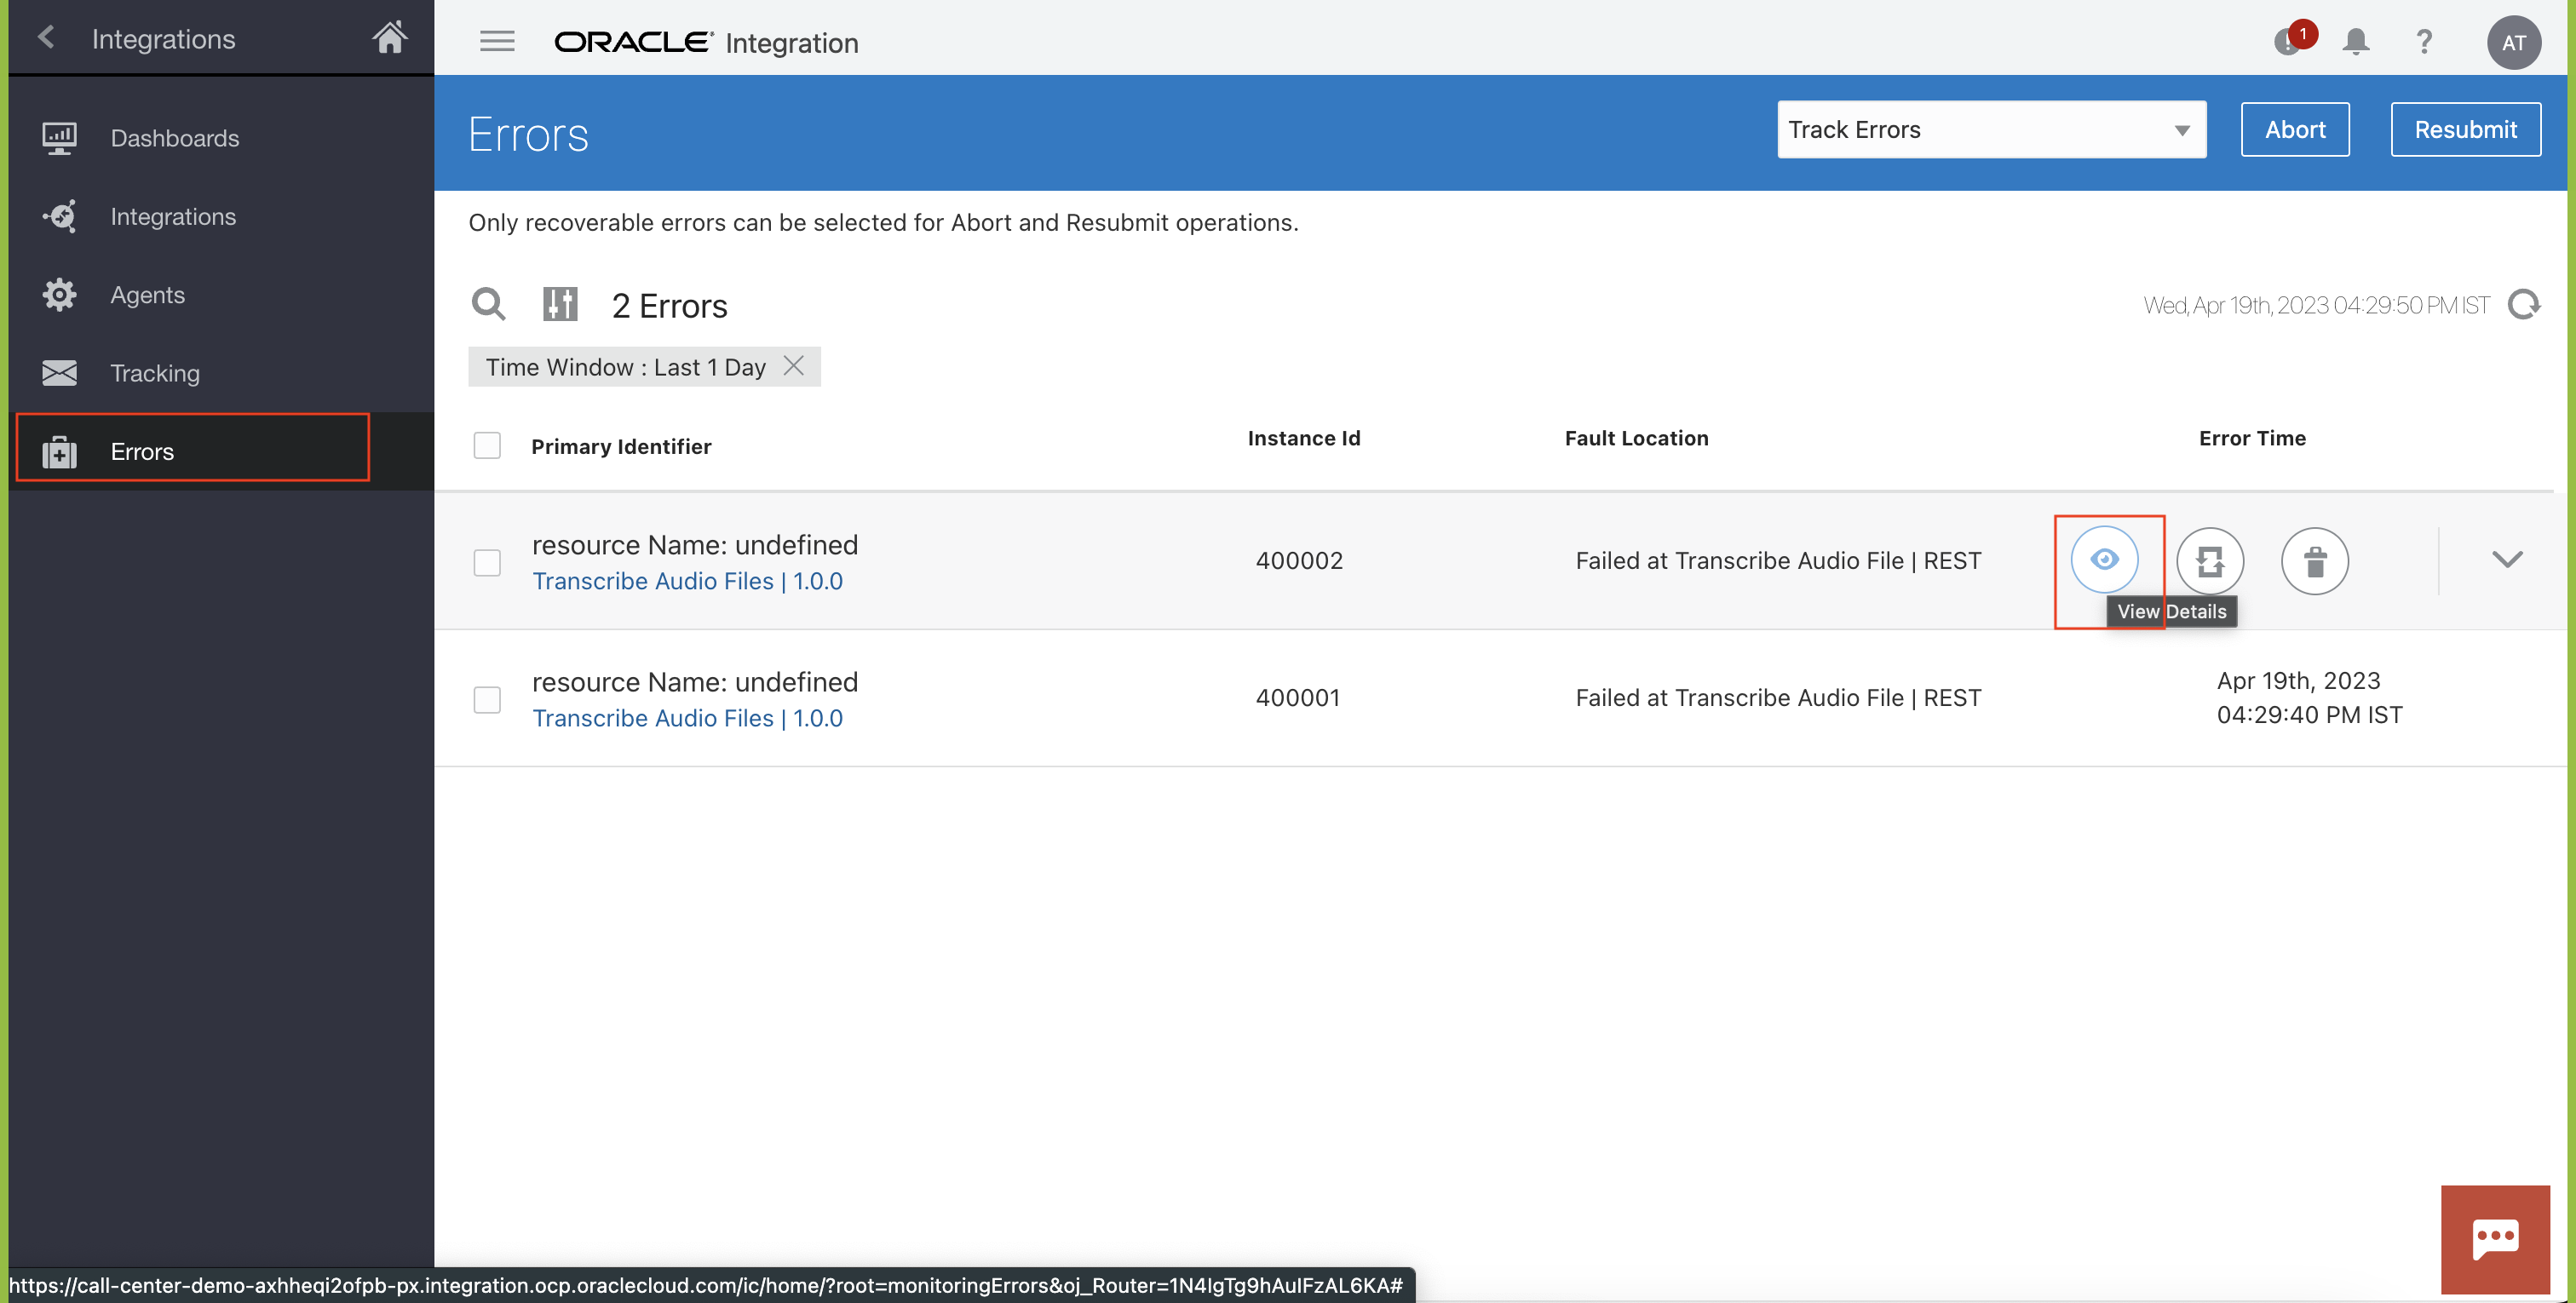 Integrations
ORACLE Integration
1
?
AT
Dashboards
Integrations
Agents
Tracking
Errors
Errors
Track Errors
Abort
Resubmit
Only recoverable errors can be selected for Abort and Resubmit operations.
2 Errors
Wed, Apr 19th, 2023 04:29:50 PM IST
Time Window : Last 1 Day
Primary Identifier
Instance Id
Fault Location
Error Time
resource Name: undefined
Transcribe Audio Files | 1.0.0
400002
Failed at Transcribe Audio File | REST
View Details
resource Name: undefined
Transcribe Audio Files | 1.0.0
400001
Failed at Transcribe Audio File | REST
Apr 19th, 2023
04:29:40 PM IST
https://call-center-demo-axhheqi2ofpb-px.integration.ocp.oraclecloud.com/ic/home/?root=monitoringErrors&oj_Router=1N4IgTg9hAuIFzAL6KA#